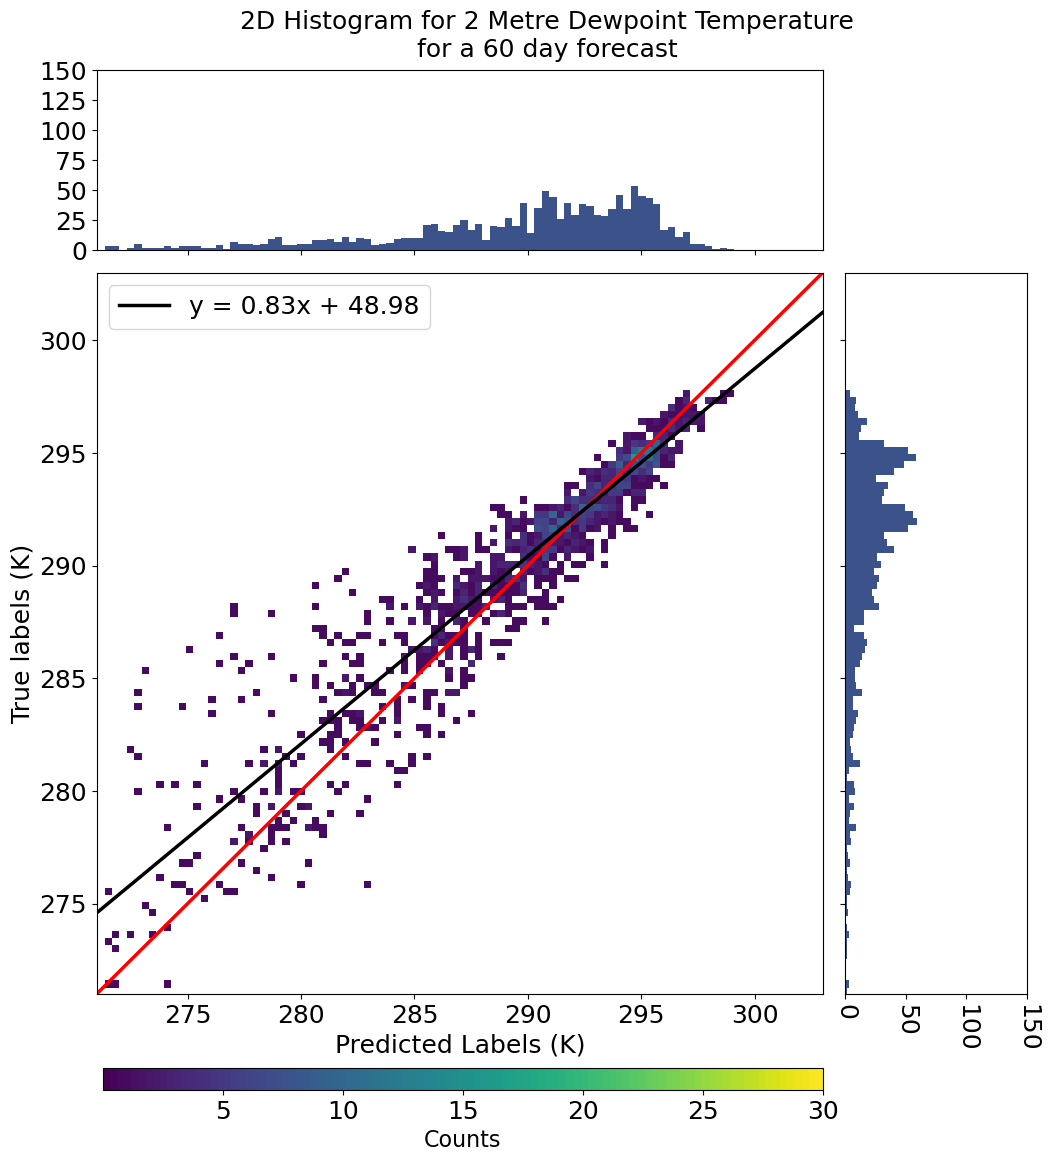 2D Histogram for 2 Metre Dewpoint Temperature
for a 60 day forecast
150
125
100
75
50
25
0
y = 0.83x + 48.98
300
295
290
285
280
275
True labels (K)
275 280 285 290 295 300
Predicted Labels (K)
0 50 100 150
5 10 15 20 25 30
Counts